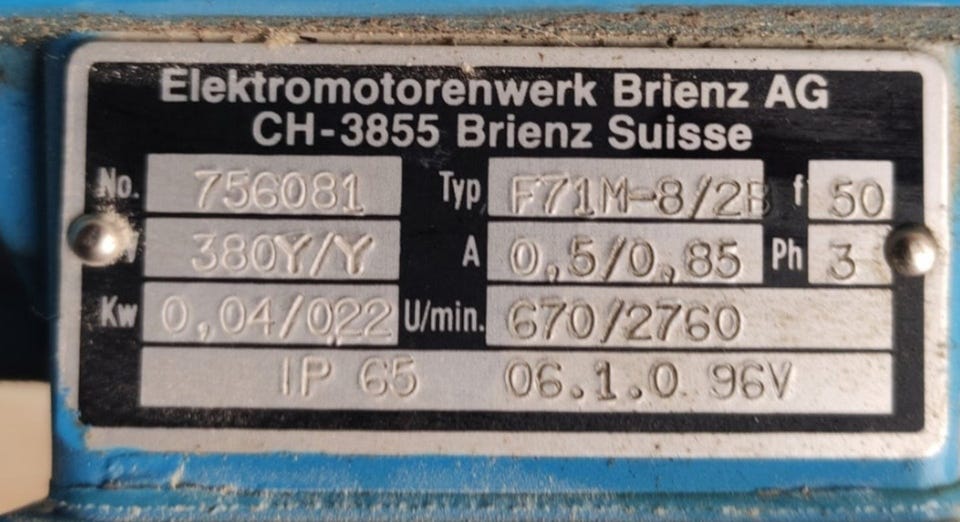 Elektromotorenwerk Brienz AG
CH-3855 Brienz Suisse
No. 756081 Typ F71M-8/2B f 50
V 380Y/Y A 0,5/0,85 Ph 3
Kw 0,04/022 U/min. 670/2760
IP 65 06.1.0 96V